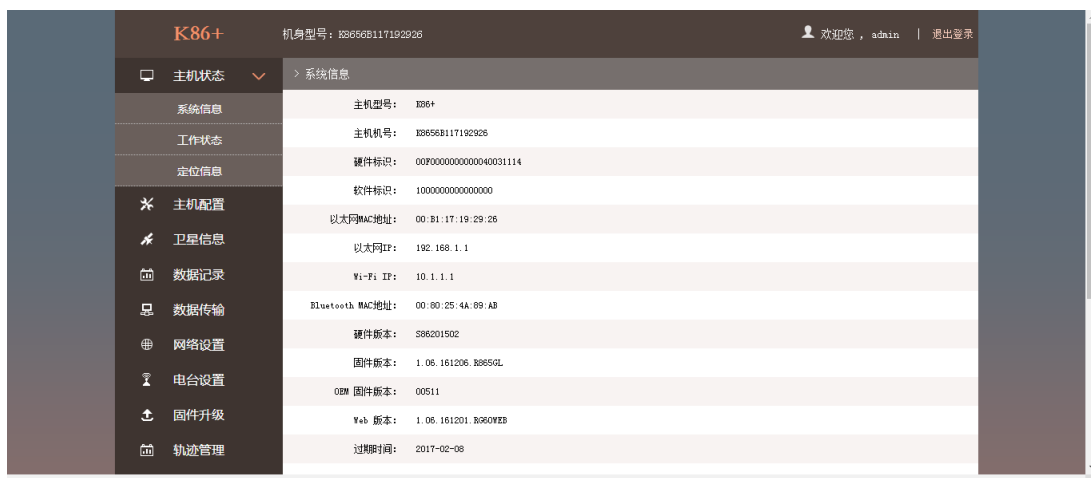 K86+
机身型号: K8656B117192926
欢迎您 , admin | 退出登录
主机状态
系统信息
工作状态
定位信息
主机配置
卫星信息
数据记录
数据传输
网络设置
电台设置
固件升级
轨迹管理
> 系统信息
主机型号: K86+
主机机号: K8656B117192926
硬件标识: 00F0000000000040031114
软件标识: 1000000000000000
以太网MAC地址: 00:B1:17:19:29:26
以太网IP: 192.168.1.1
Wi-Fi IP: 10.1.1.1
Bluetooth MAC地址: 00:80:25:4A:89:AB
硬件版本: S86201502
固件版本: 1.06.161206.R865GL
OEM 固件版本: 00511
Web 版本: 1.06.161201.RG60WEB
过期时间: 2017-02-08